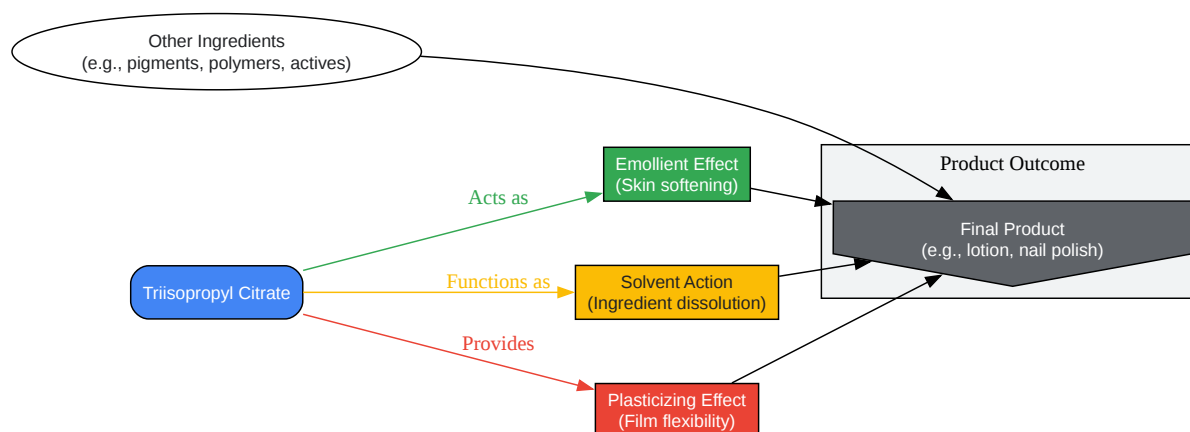 Other Ingredients
(e.g., pigments, polymers, actives)
Product Outcome
Emollient Effect
(Skin softening)
Acts as
Final Product
(e.g., lotion, nail polish)
Triisopropyl Citrate
Functions as
Solvent Action
(Ingredient dissolution)
Provides
Plasticizing Effect
(Film flexibility)